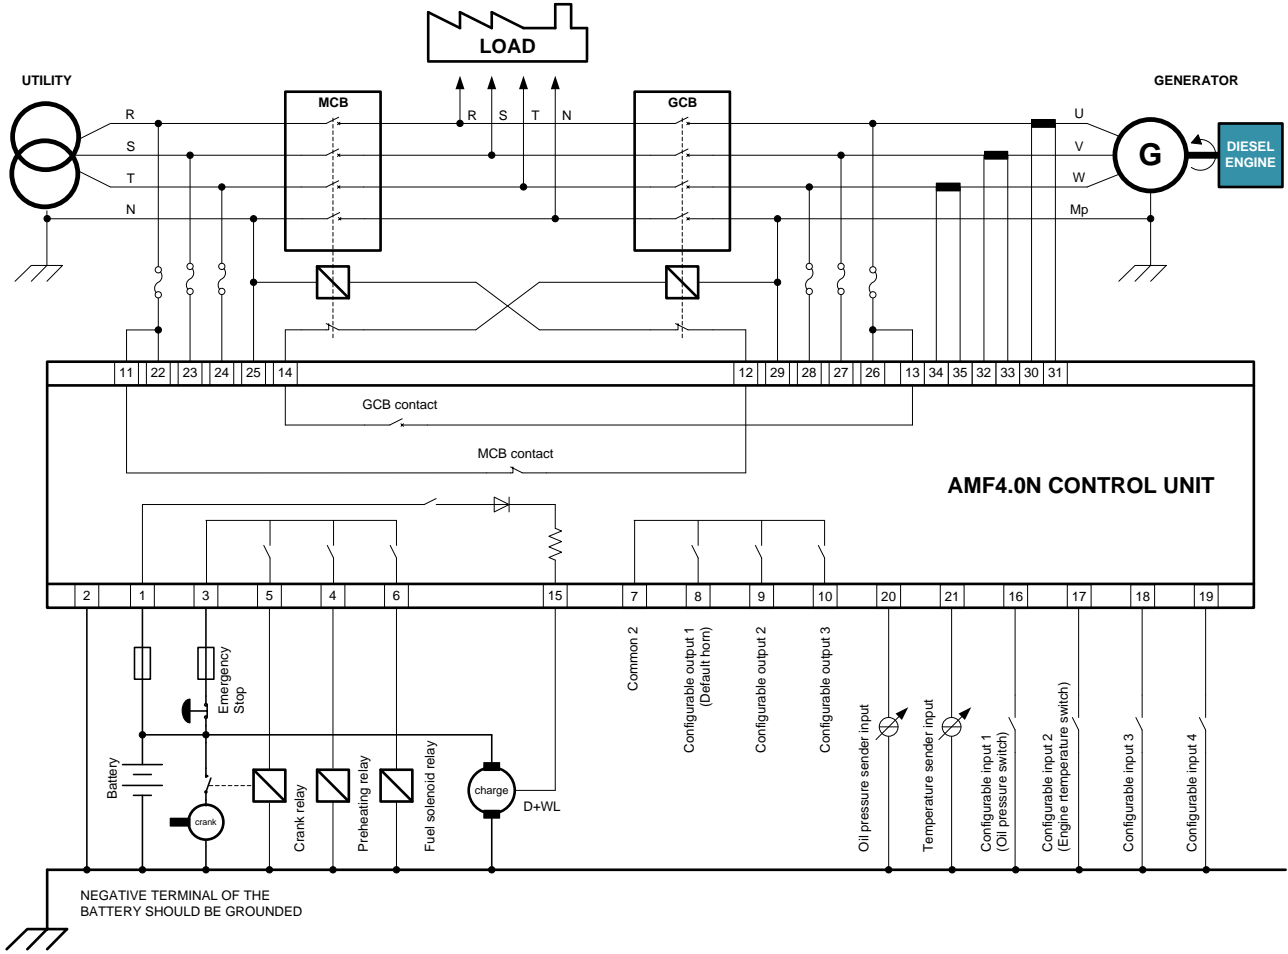 LOAD
UTILITY
GENERATOR
MCB
GCB
R
S
T
N
R S T N
U
V
W
Mp
G
DIESEL
ENGINE
11 22 23 24 25 14 12 29 28 27 26 13 34 35 32 33 30 31
GCB contact
MCB contact
AMF4.0N CONTROL UNIT
2 1 3 5 4 6 15 7 8 9 10 20 21 16 17 18 19
Emergency
Stop
Battery
crank
Crank relay
Preheating relay
Fuel solenoid relay
charge
D+WL
Common 2
Configurable output 1
(Default horn)
Configurable output 2
Configurable output 3
Oil pressure sender input
Temperature sender input
Configurable input 1
(Oil pressure switch)
Configurable input 2
(Engine rtemperature switch)
Configurable input 3
Configurable input 4
NEGATIVE TERMINAL OF THE
BATTERY SHOULD BE GROUNDED